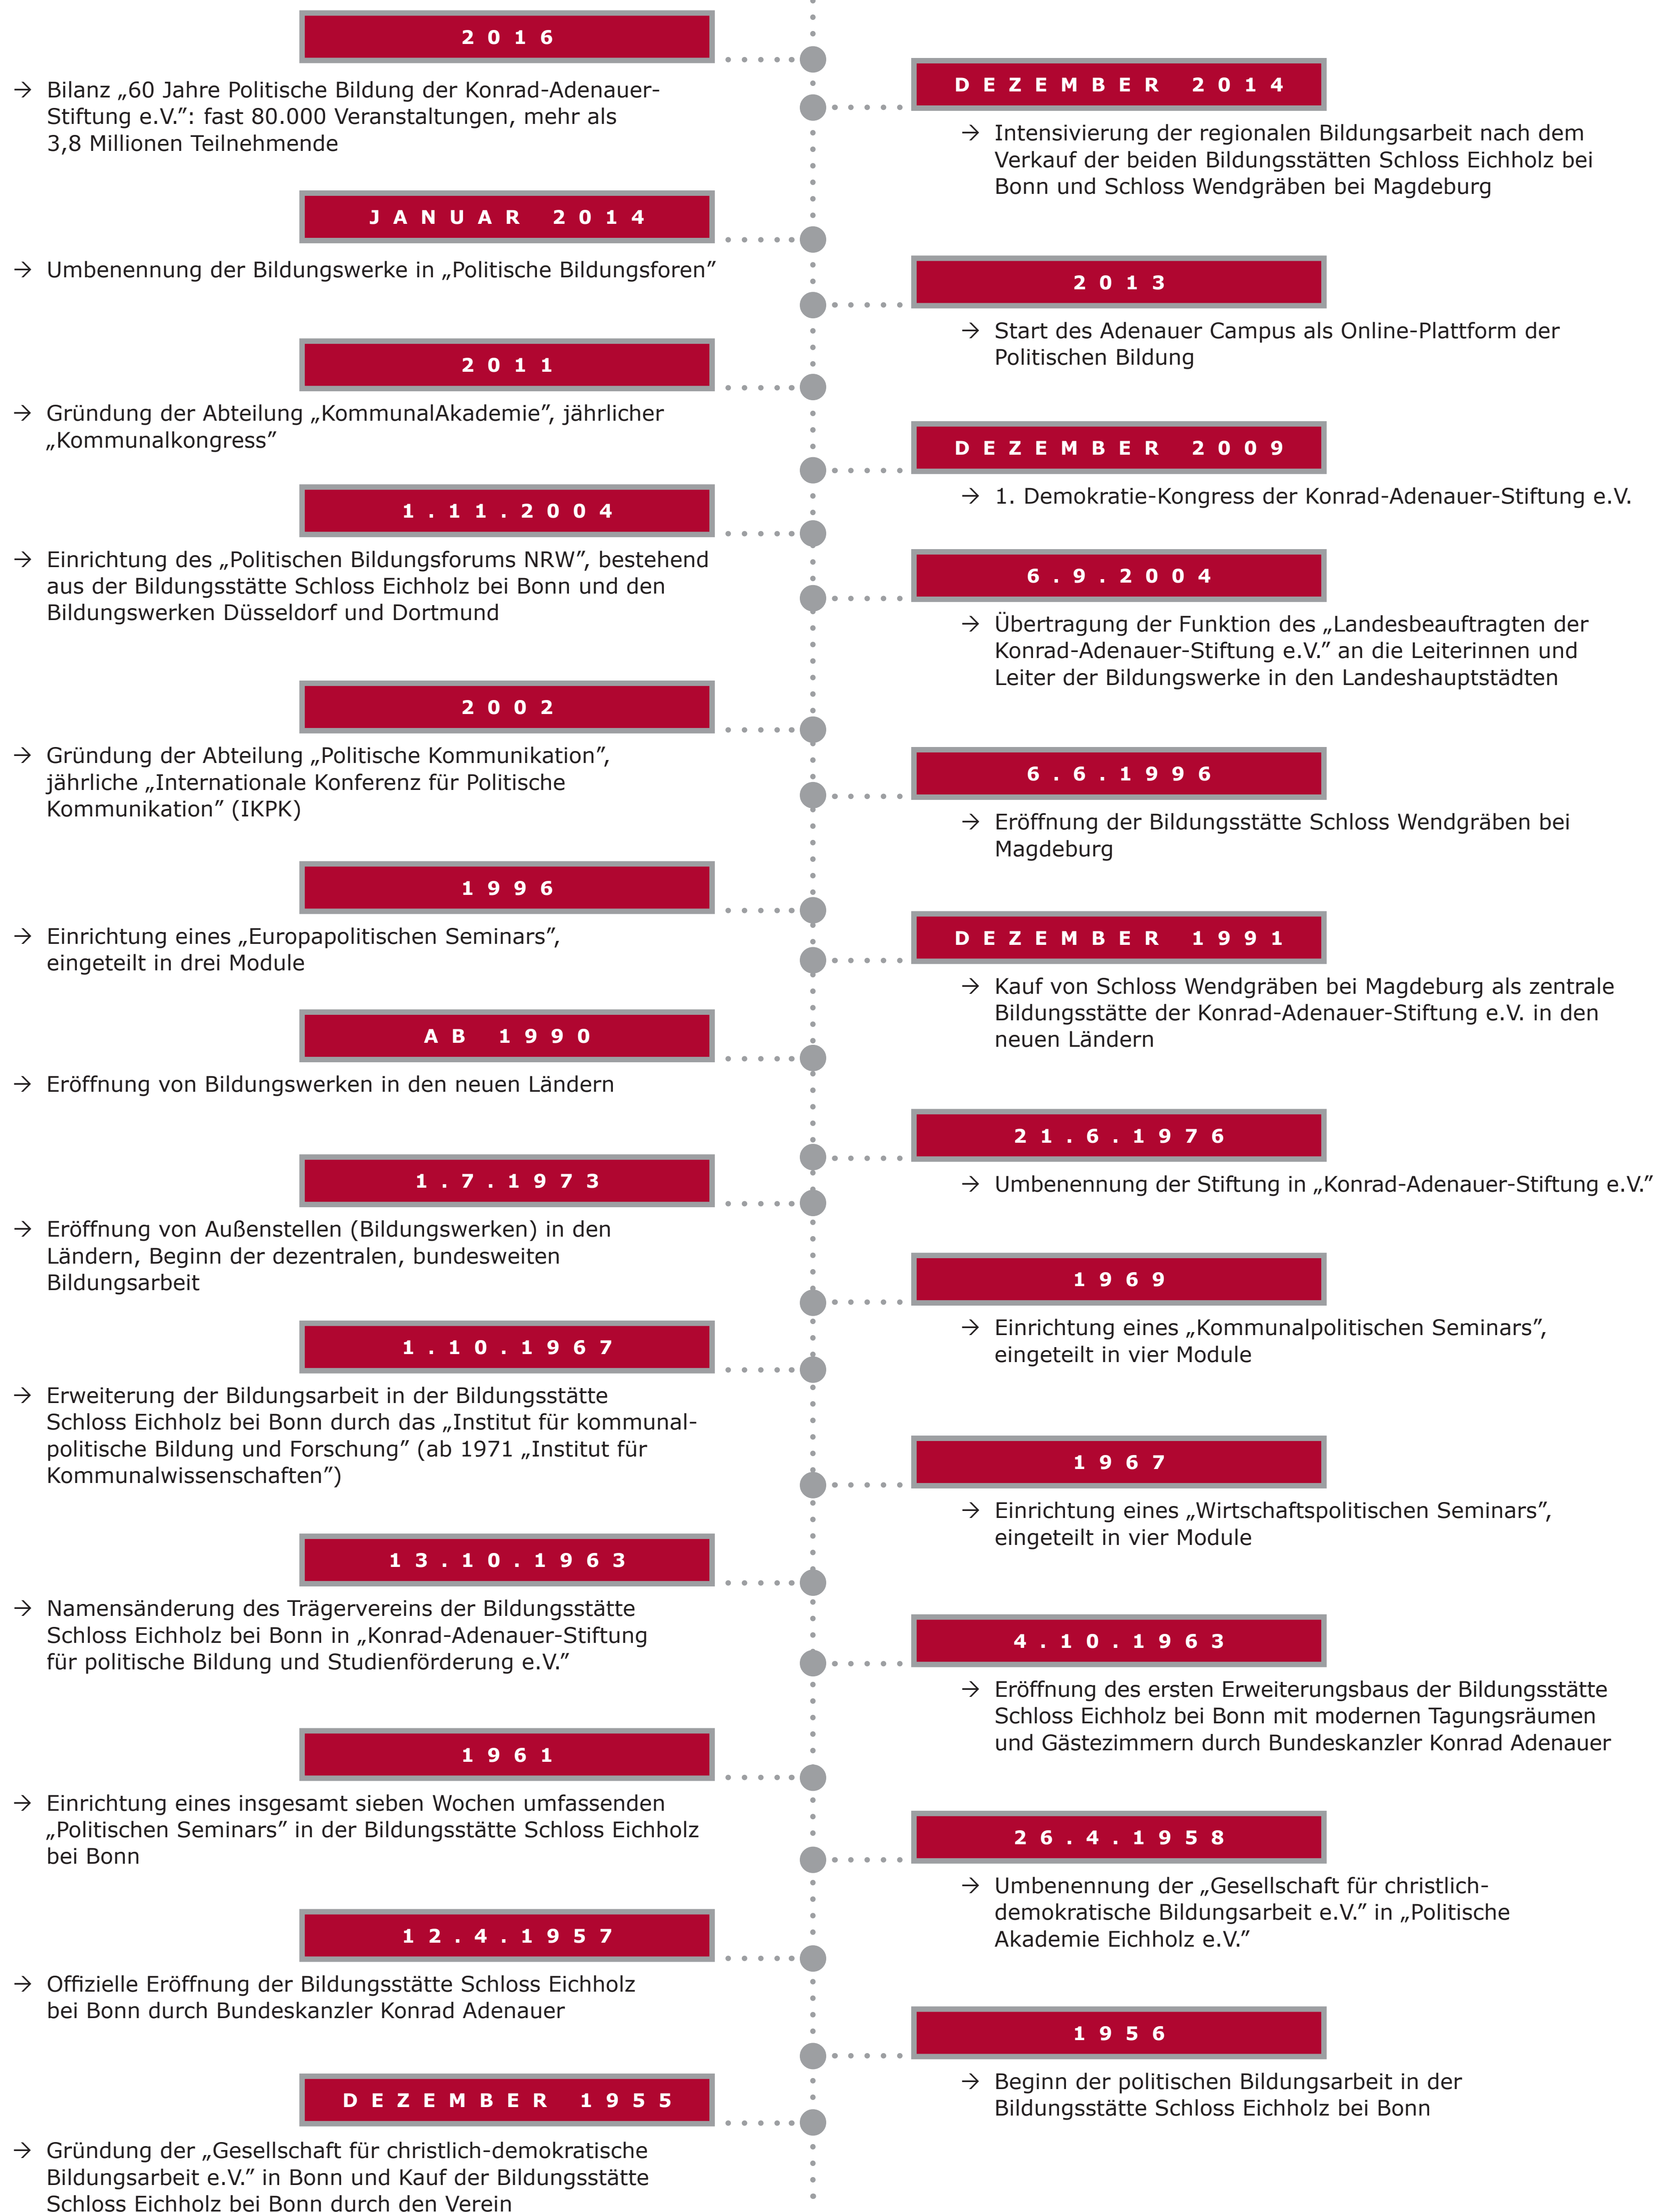 2016
→ Bilanz „60 Jahre Politische Bildung der Konrad-Adenauer-
Stiftung e.V.”: fast 80.000 Veranstaltungen, mehr als
3,8 Millionen Teilnehmende
DEZEMBER 2014
→ Intensivierung der regionalen Bildungsarbeit nach dem
Verkauf der beiden Bildungsstätten Schloss Eichholz bei
Bonn und Schloss Wendgräben bei Magdeburg
JANUAR 2014
→ Umbenennung der Bildungswerke in „Politische Bildungsforen”
2013
→ Start des Adenauer Campus als Online-Plattform der
Politischen Bildung
2011
→ Gründung der Abteilung „KommunalAkademie”, jährlicher
„Kommunalkongress”
DEZEMBER 2009
→ 1. Demokratie-Kongress der Konrad-Adenauer-Stiftung e.V.
1.11.2004
→ Einrichtung des „Politischen Bildungsforums NRW”, bestehend
aus der Bildungsstätte Schloss Eichholz bei Bonn und den
Bildungswerken Düsseldorf und Dortmund
6.9.2004
→ Übertragung der Funktion des „Landesbeauftragten der
Konrad-Adenauer-Stiftung e.V.” an die Leiterinnen und
Leiter der Bildungswerke in den Landeshauptstädten
2002
→ Gründung der Abteilung „Politische Kommunikation”,
jährliche „Internationale Konferenz für Politische
Kommunikation” (IKPK)
6.6.1996
→ Eröffnung der Bildungsstätte Schloss Wendgräben bei
Magdeburg
1996
→ Einrichtung eines „Europapolitischen Seminars”,
eingeteilt in drei Module
DEZEMBER 1991
→ Kauf von Schloss Wendgräben bei Magdeburg als zentrale
Bildungsstätte der Konrad-Adenauer-Stiftung e.V. in den
neuen Ländern
AB 1990
→ Eröffnung von Bildungswerken in den neuen Ländern
21.6.1976
→ Umbenennung der Stiftung in „Konrad-Adenauer-Stiftung e.V.”
1.7.1973
→ Eröffnung von Außenstellen (Bildungswerken) in den
Ländern, Beginn der dezentralen, bundesweiten
Bildungsarbeit
1969
→ Einrichtung eines „Kommunalpolitischen Seminars”,
eingeteilt in vier Module
1.10.1967
→ Erweiterung der Bildungsarbeit in der Bildungsstätte
Schloss Eichholz bei Bonn durch das „Institut für kommunal-
politische Bildung und Forschung” (ab 1971 „Institut für
Kommunalwissenschaften”)
1967
→ Einrichtung eines „Wirtschaftspolitischen Seminars”,
eingeteilt in vier Module
13.10.1963
→ Namensänderung des Trägervereins der Bildungsstätte
Schloss Eichholz bei Bonn in „Konrad-Adenauer-Stiftung
für politische Bildung und Studienförderung e.V.”
4.10.1963
→ Eröffnung des ersten Erweiterungsbaus der Bildungsstätte
Schloss Eichholz bei Bonn mit modernen Tagungsräumen
und Gästezimmern durch Bundeskanzler Konrad Adenauer
1961
→ Einrichtung eines insgesamt sieben Wochen umfassenden
„Politischen Seminars” in der Bildungsstätte Schloss Eichholz
bei Bonn
26.4.1958
→ Umbenennung der „Gesellschaft für christlich-
demokratische Bildungsarbeit e.V.” in „Politische
Akademie Eichholz e.V.”
12.4.1957
→ Offizielle Eröffnung der Bildungsstätte Schloss Eichholz
bei Bonn durch Bundeskanzler Konrad Adenauer
1956
→ Beginn der politischen Bildungsarbeit in der
Bildungsstätte Schloss Eichholz bei Bonn
DEZEMBER 1955
→ Gründung der „Gesellschaft für christlich-demokratische
Bildungsarbeit e.V.” in Bonn und Kauf der Bildungsstätte
Schloss Eichholz bei Bonn durch den Verein